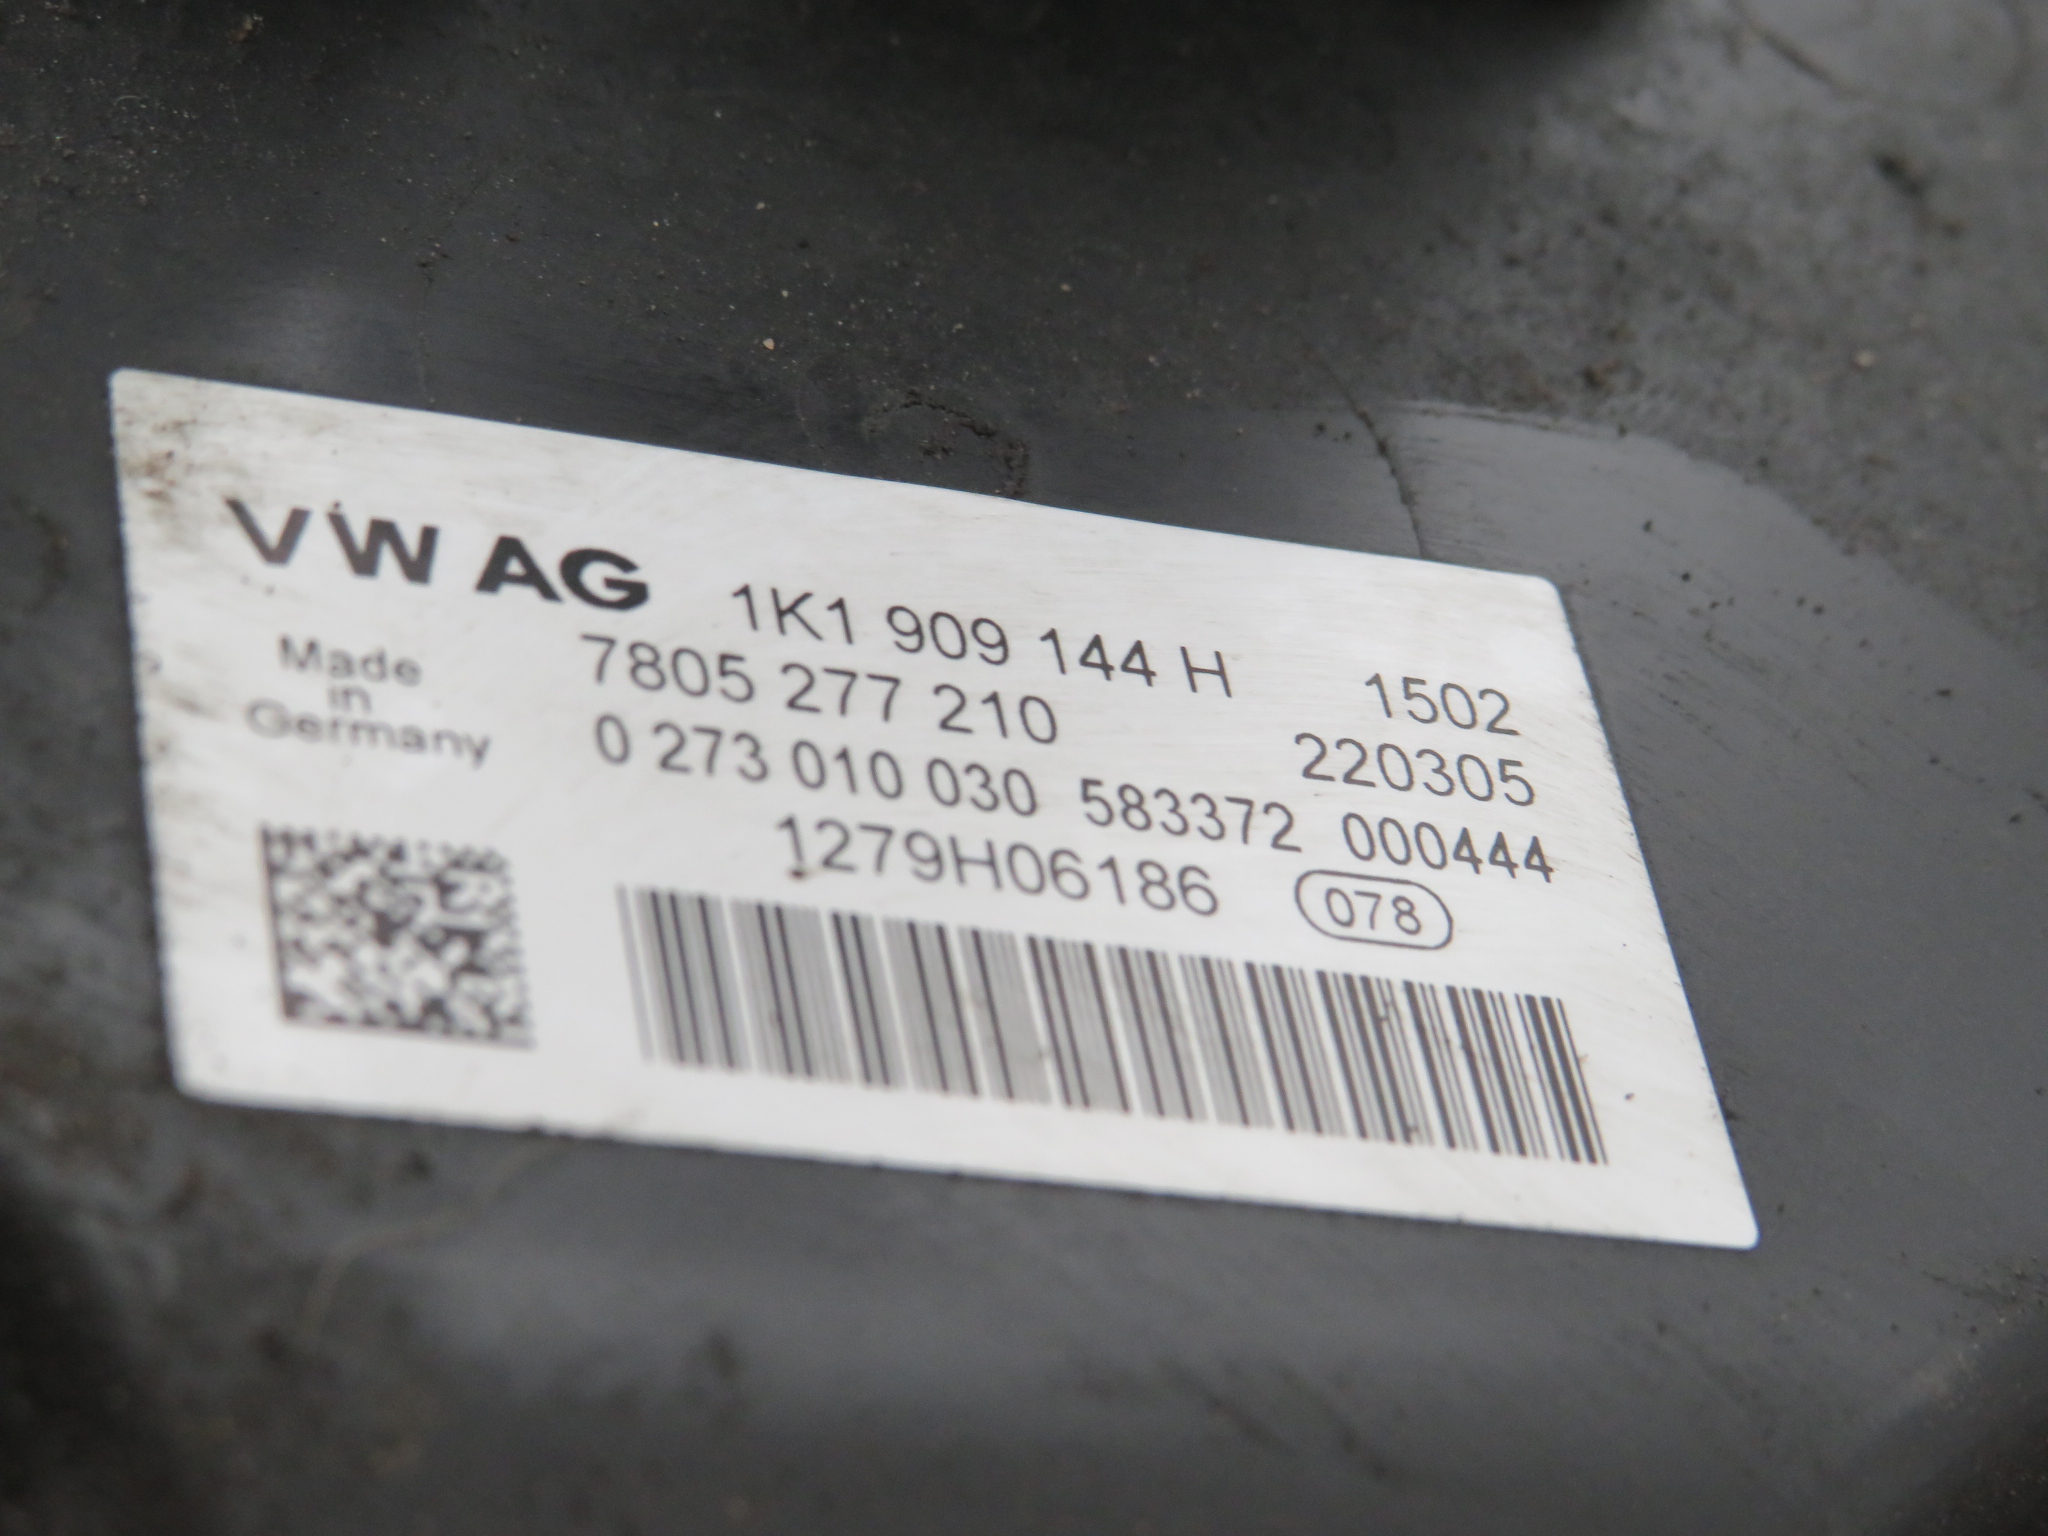 VW AG 1K1 909 144 H 1502
Made 7805 277 210 220305
in
Germany 0 273 010 030 583372 000444
1279H06186 078